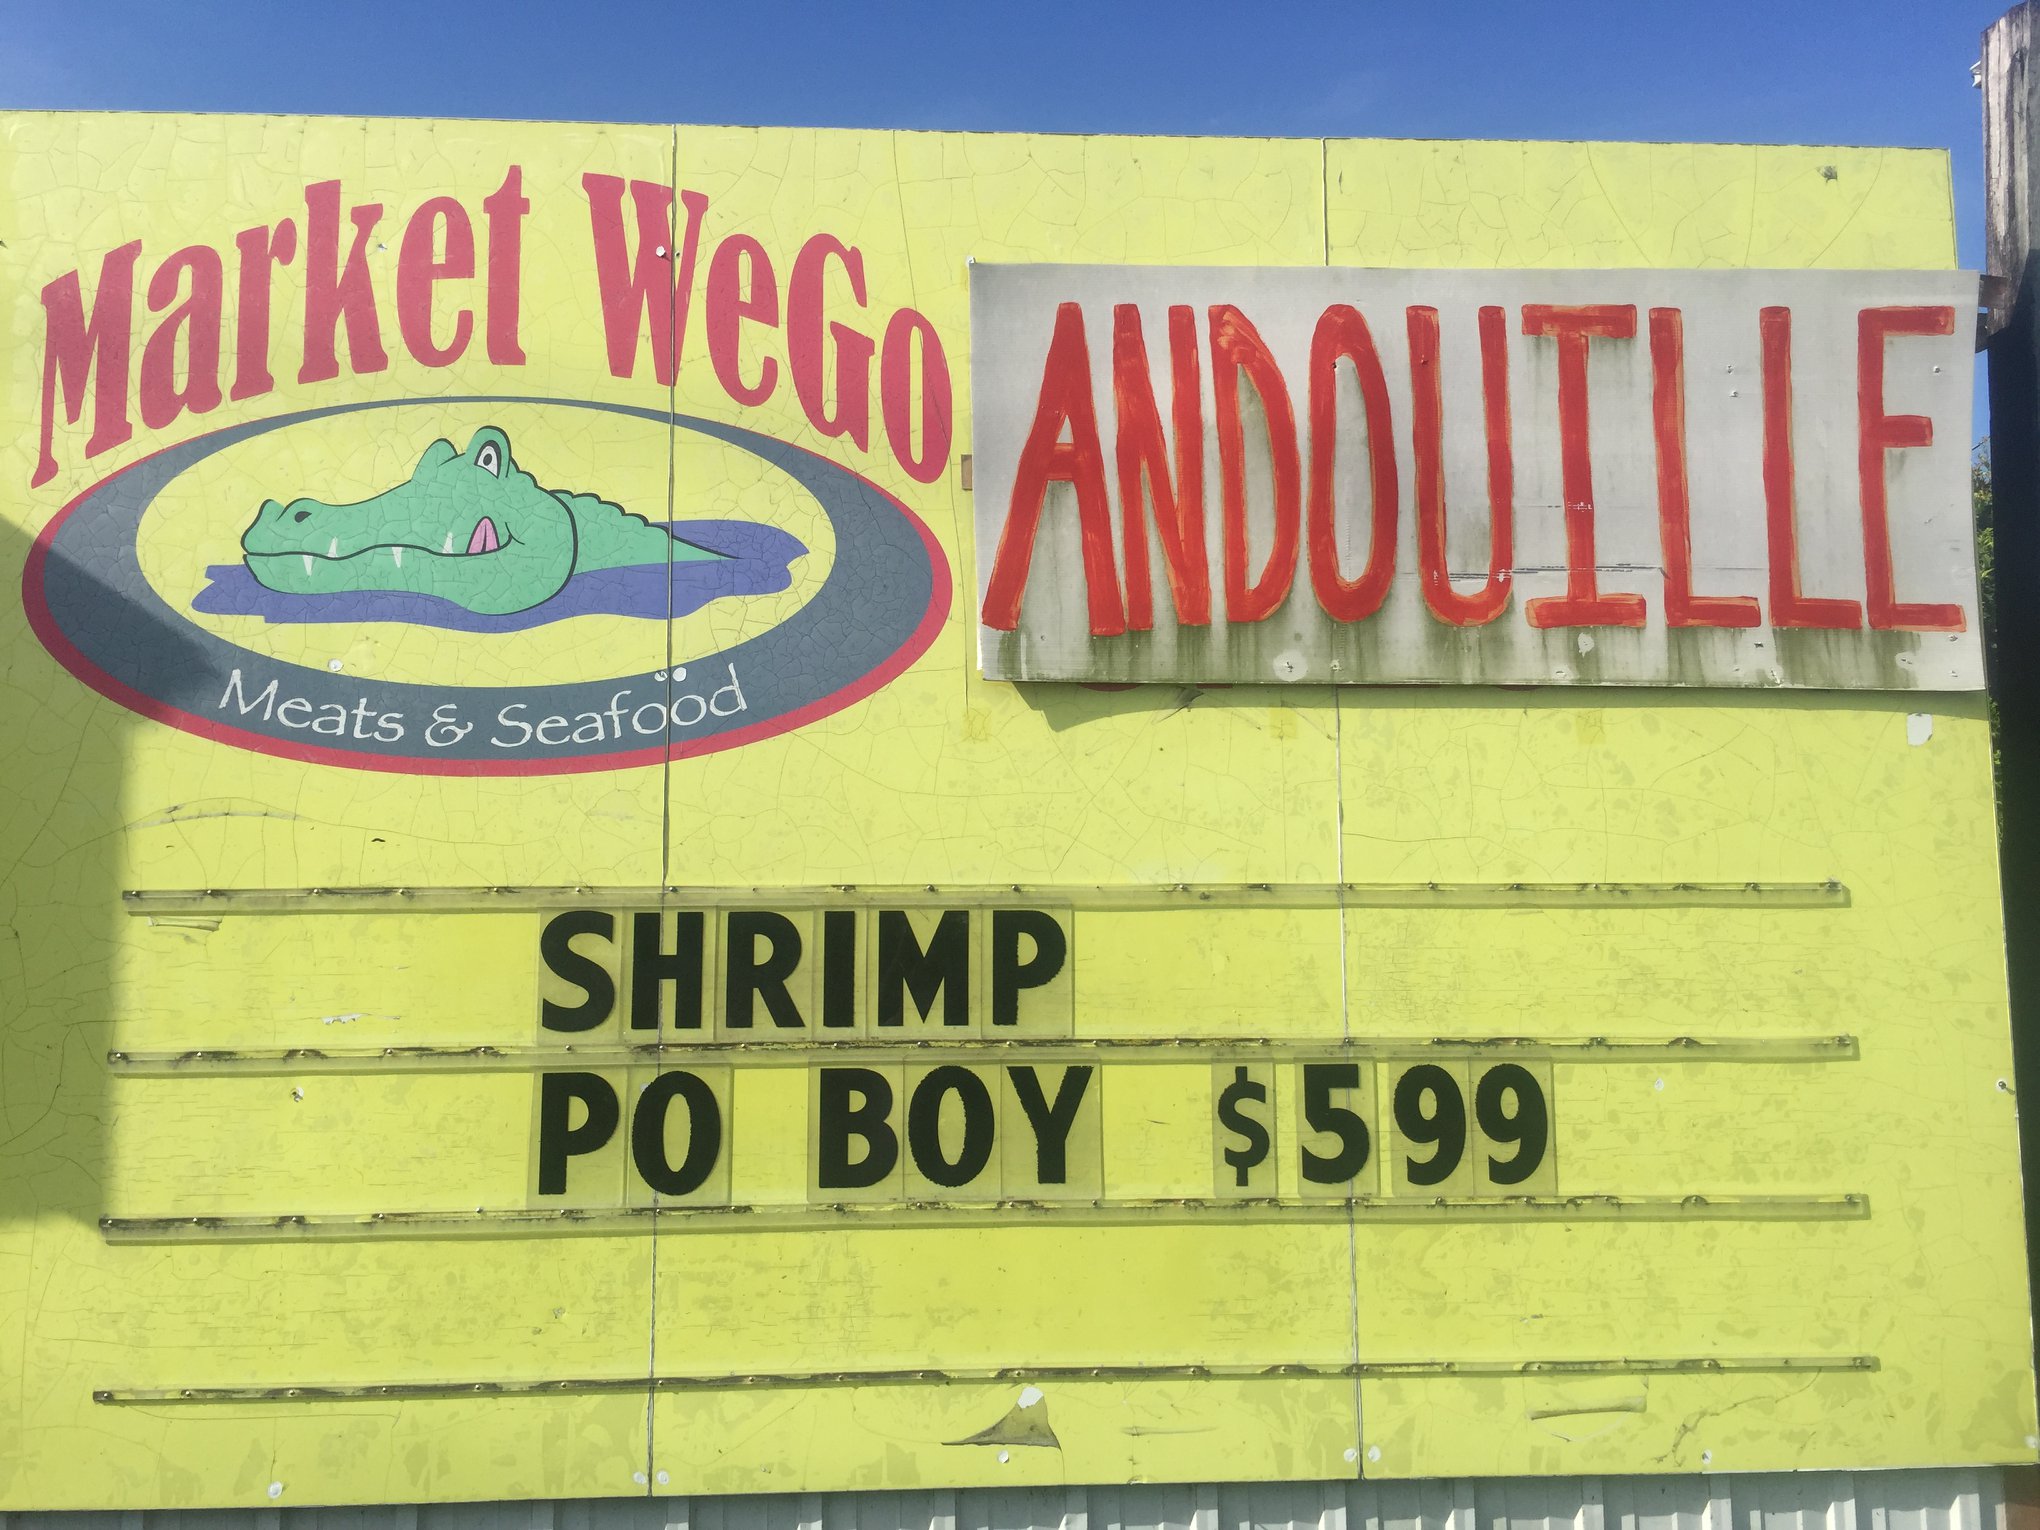 Market WeGo
Meats & Seafood
ANDOUILLE
SHRIMP
PO BOY $599